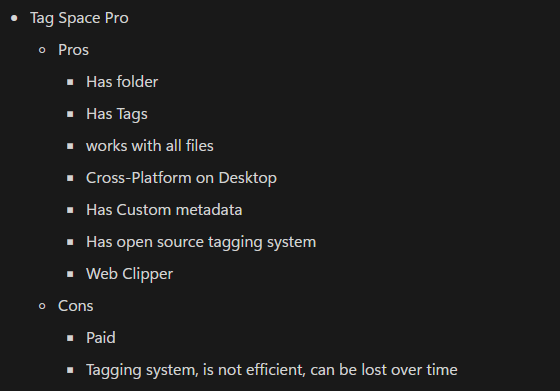 Tag Space Pro
Pros
Has folder
Has Tags
works with all files
Cross-Platform on Desktop
Has Custom metadata
Has open source tagging system
Web Clipper
Cons
Paid
Tagging system, is not efficient, can be lost over time